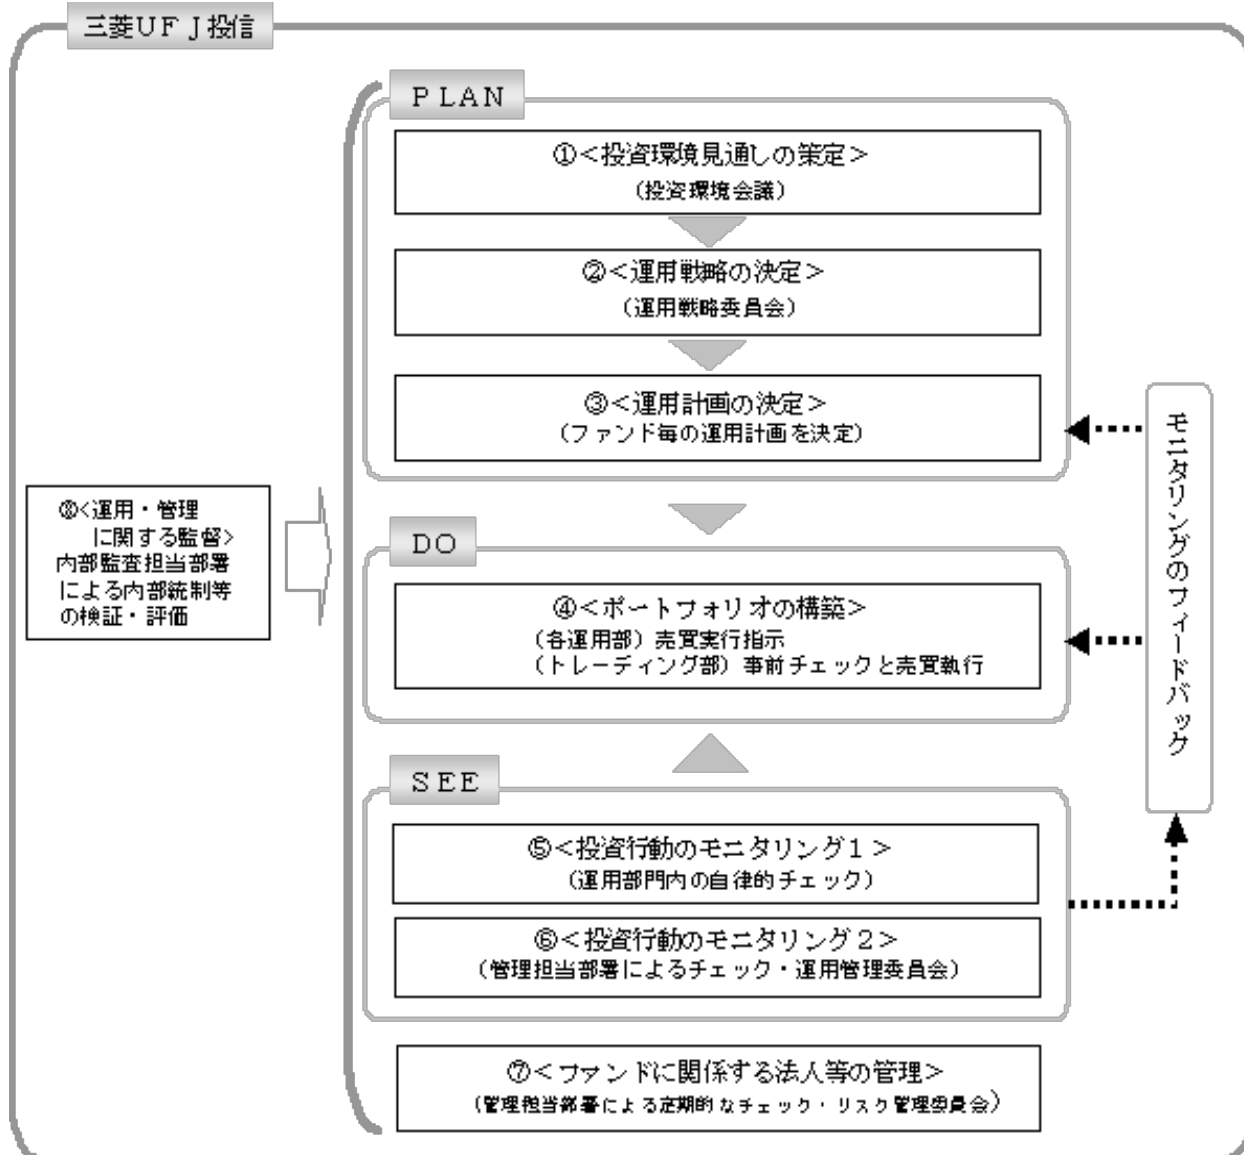 三菱ＵＦＪ投信
ＰＬＡＮ
①＜投資環境見通しの策定＞
（投資環境会議）
②＜運用戦略の決定＞
（運用戦略委員会）
③＜運用計画の決定＞
（ファンド毎の運用計画を決定）
⑧＜運用・管理
に関する監督＞
内部監査担当部署
による内部統制等
の検証・評価
ＤＯ
④＜ポートフォリオの構築＞
（各運用部）売買実行指示
（トレーディング部）事前チェックと売買執行
モニタリングのフィードバック
ＳＥＥ
⑤＜投資行動のモニタリング１＞
（運用部門内の自律的チェック）
⑥＜投資行動のモニタリング２＞
（管理担当部署によるチェック・運用管理委員会）
⑦＜ファンドに関係する法人等の管理＞
（管理担当部署による定期的なチェック・リスク管理委員会）